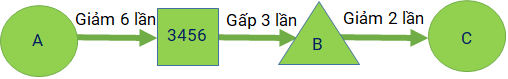 Giảm 6 lần Gấp 3 lần Giảm 2 lần
A 3456 B C